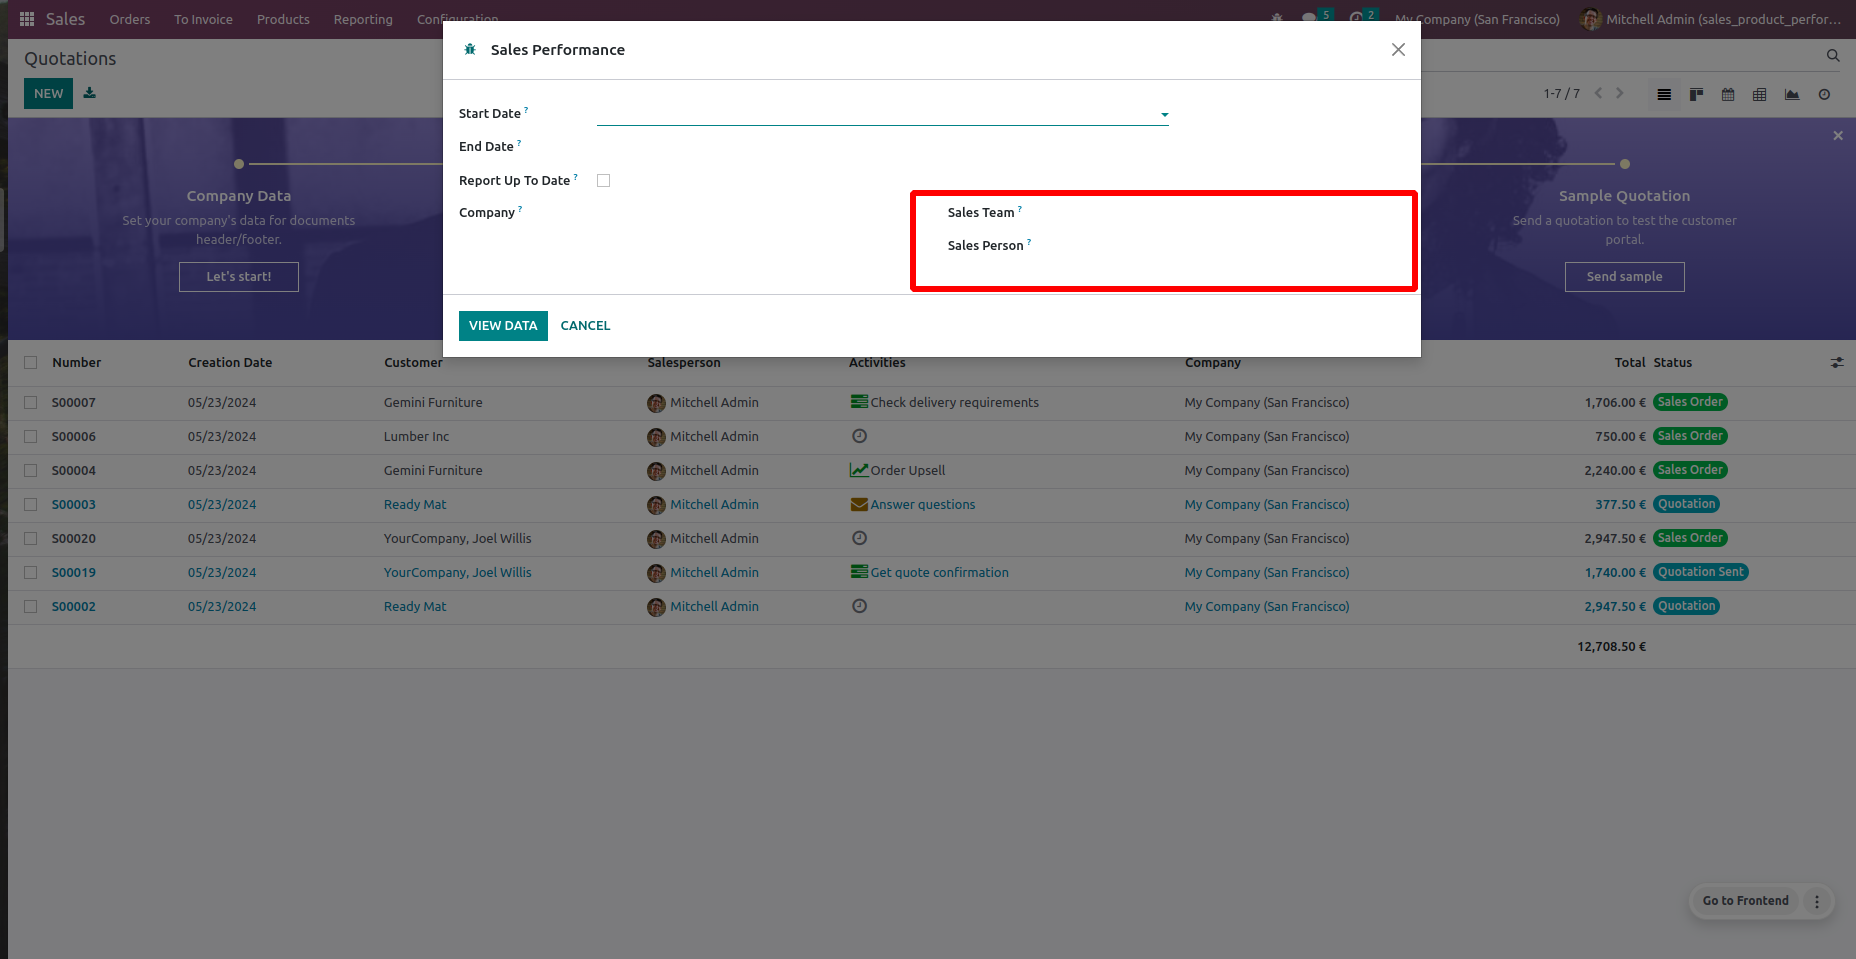 Sales Orders To Invoice Products Reporting Configuration 5 2 My Company (San Francisco) Mitchell Admin (sales_product_perfor...
Quotations
NEW
1-7 / 7
Sales Performance
Start Date ?
End Date ?
Report Up To Date ?
Company ?
Sales Team ?
Sales Person ?
VIEW DATA CANCEL
Company Data
Set your company's data for documents
header/footer.
Let's start!
Sample Quotation
Send a quotation to test the customer
portal.
Send sample
Number Creation Date Customer Salesperson Activities Company Total Status
S00007 05/23/2024 Gemini Furniture Mitchell Admin Check delivery requirements My Company (San Francisco) 1,706.00 € Sales Order
S00006 05/23/2024 Lumber Inc Mitchell Admin My Company (San Francisco) 750.00 € Sales Order
S00004 05/23/2024 Gemini Furniture Mitchell Admin Order Upsell My Company (San Francisco) 2,240.00 € Sales Order
S00003 05/23/2024 Ready Mat Mitchell Admin Answer questions My Company (San Francisco) 377.50 € Quotation
S00020 05/23/2024 YourCompany, Joel Willis Mitchell Admin My Company (San Francisco) 2,947.50 € Sales Order
S00019 05/23/2024 YourCompany, Joel Willis Mitchell Admin Get quote confirmation My Company (San Francisco) 1,740.00 € Quotation Sent
S00002 05/23/2024 Ready Mat Mitchell Admin My Company (San Francisco) 2,947.50 € Quotation
12,708.50 €
Go to Frontend